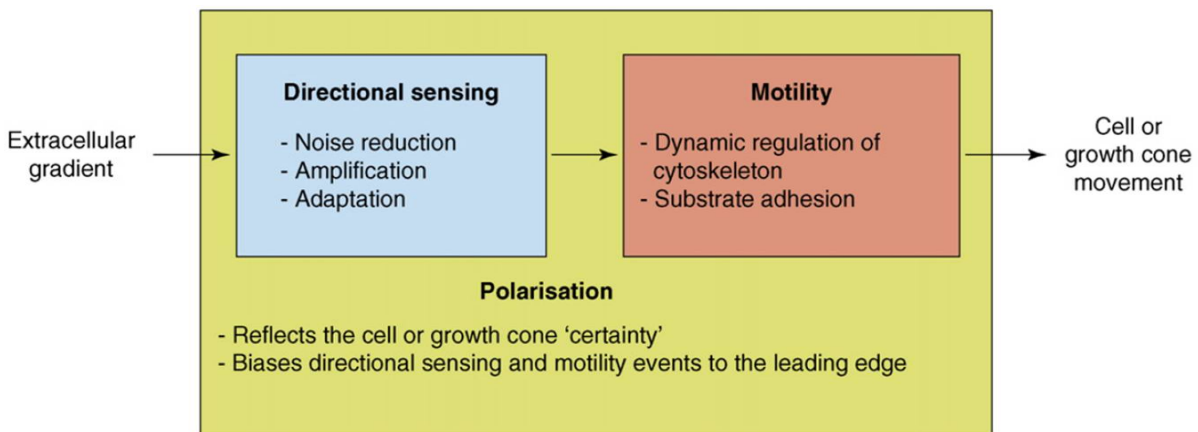 Extracellular
gradient
Directional sensing
- Noise reduction
- Amplification
- Adaptation
Motility
- Dynamic regulation of
cytoskeleton
- Substrate adhesion
Cell or
growth cone
movement
Polarisation
- Reflects the cell or growth cone ‘certainty’
- Biases directional sensing and motility events to the leading edge